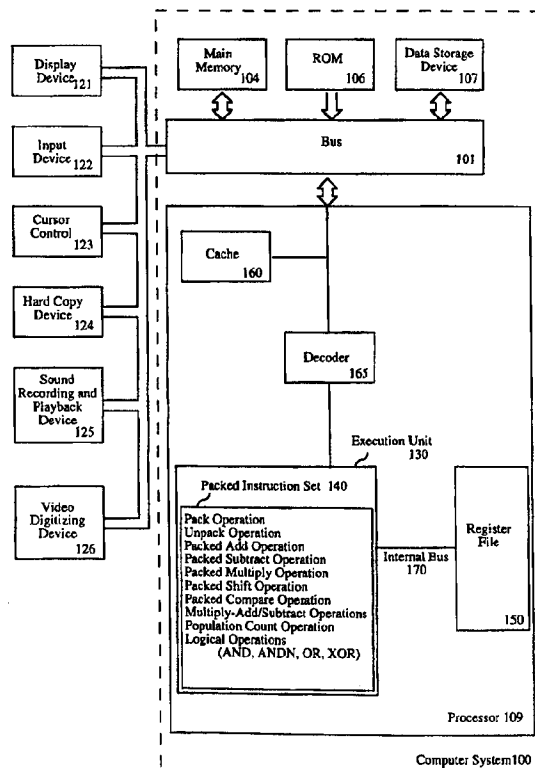 Display
Device
121
Input
Device
122
Cursor
Control
123
Hard Copy
Device
124
Sound
Recording and
Playback
Device
125
Video
Digitizing
Device
126
Main
Memory
104
ROM
106
Data Storage
Device
107
Bus
101
Cache
160
Decoder
165
Execution Unit
130
Packed Instruction Set 140
Pack Operation
Unpack Operation
Packed Add Operation
Packed Subtract Operation
Packed Multiply Operation
Packed Shift Operation
Packed Compare Operation
Multiply-Add/Subtract Operations
Population Count Operation
Logical Operations
(AND, ANDN, OR, XOR)
Internal Bus
170
Register
File
150
Processor 109
Computer System100